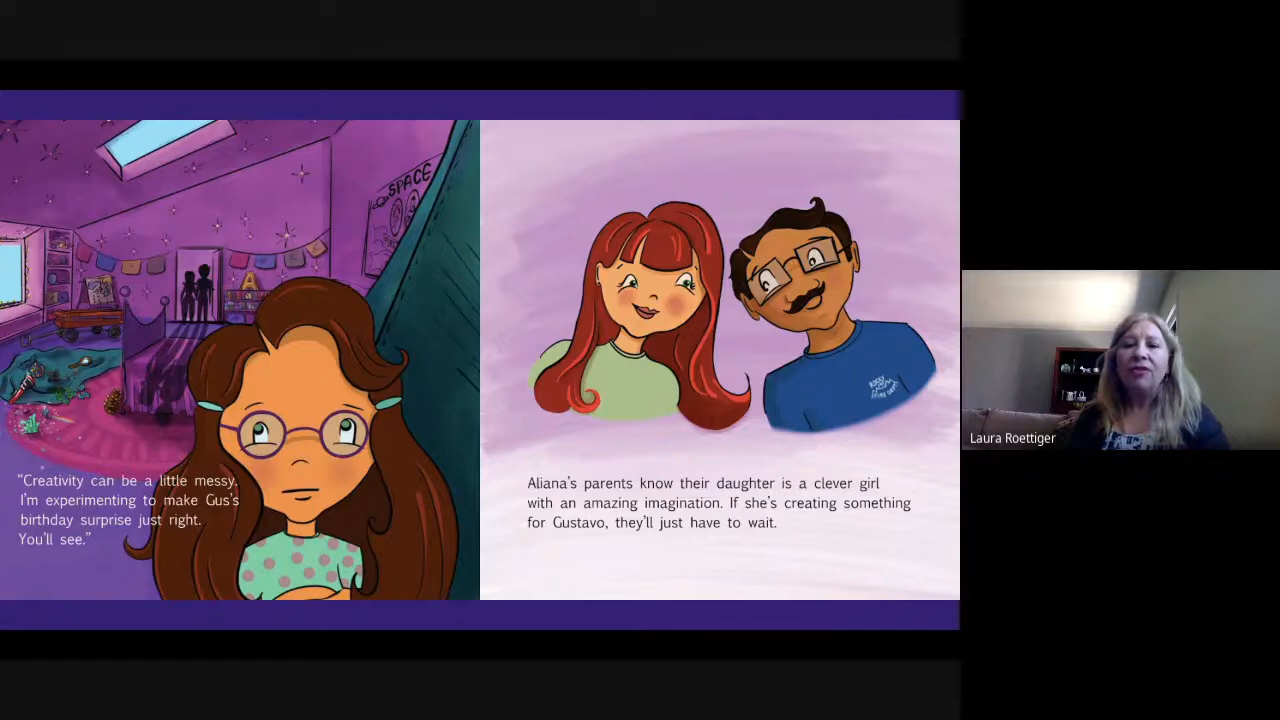 SPACE
“Creativity can be a little messy.
I’m experimenting to make Gus’s
birthday surprise just right.
You’ll see.”
A
Aliana’s parents know their daughter is a clever girl
with an amazing imagination. If she’s creating something
for Gustavo, they’ll just have to wait.
Laura Roettiger